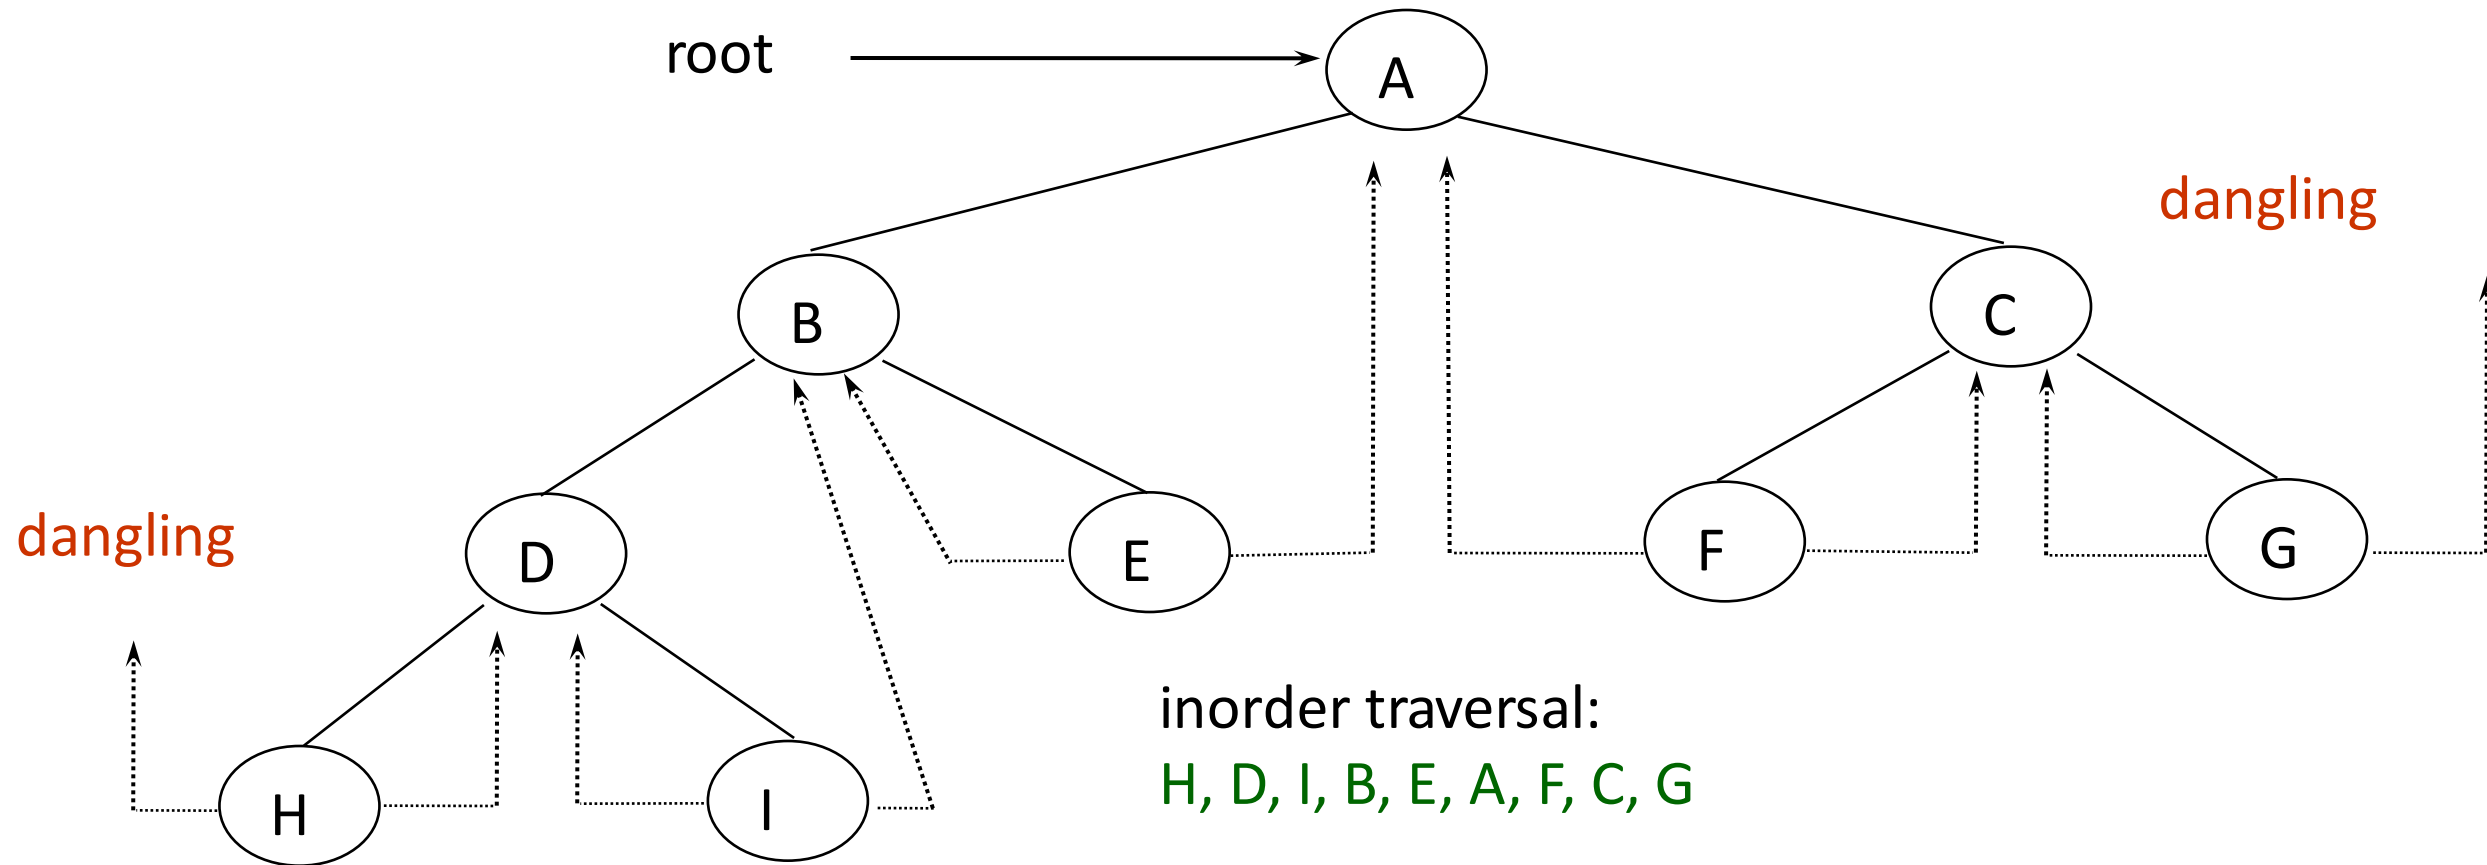 root
A
dangling
B
C
dangling
D
E
F
G
inorder traversal:
H, D, I, B, E, A, F, C, G
H
I